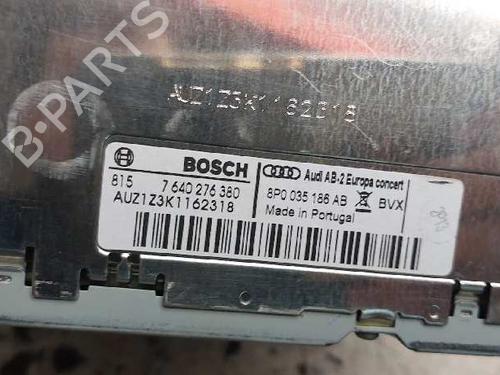 AUZ1Z3K1162318
BOSCH
Audi AB-2 Europa concert
815 7 640 276 380
8P0 035 186 AB BVX
AUZ1Z3K1162318
Made in Portugal